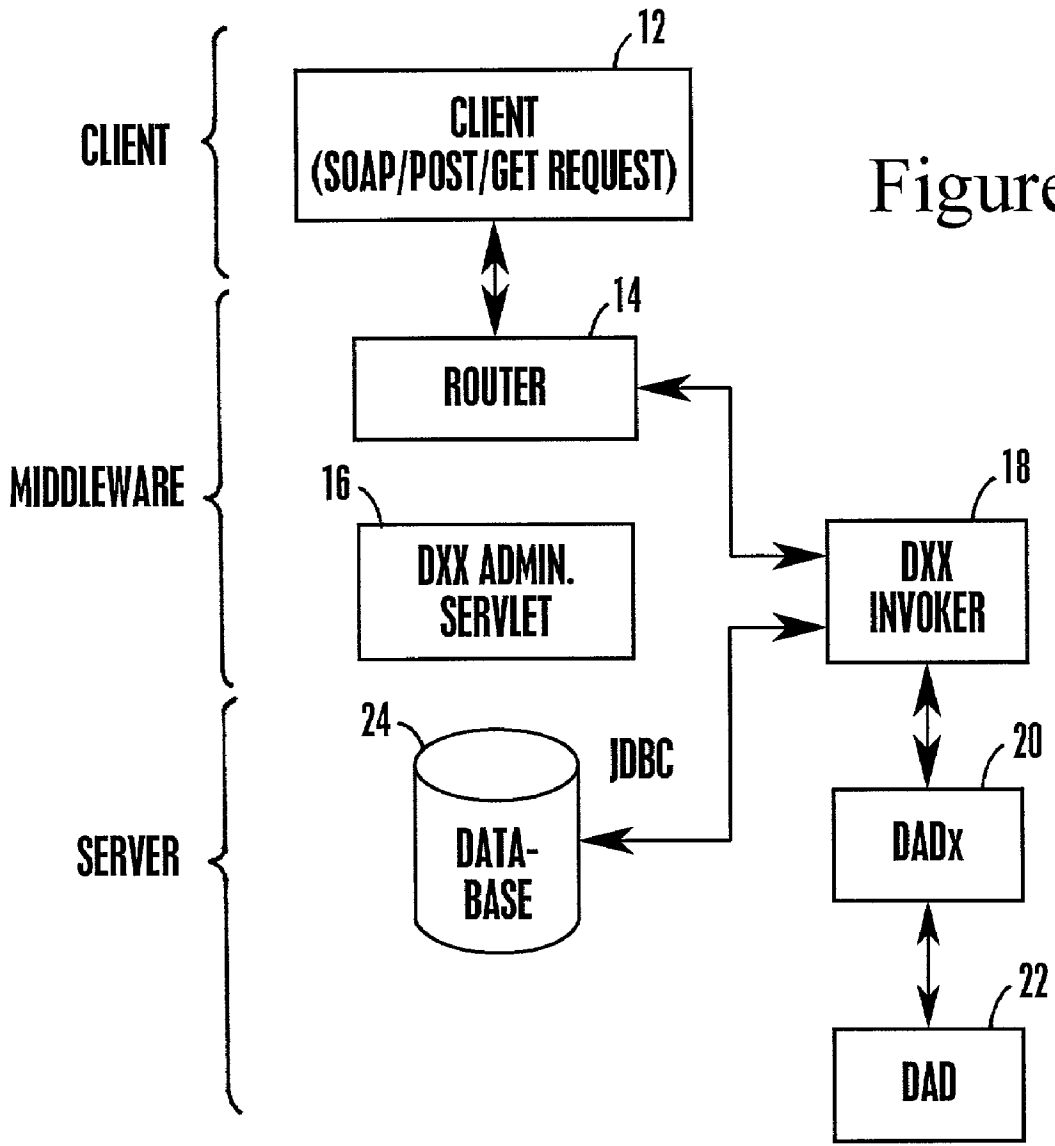 12
CLIENT
CLIENT
(SOAP/POST/GET REQUEST)
Figure
14
ROUTER
MIDDLEWARE
16
18
DXX ADMIN.
SERVLET
DXX
INVOKER
24
JDBC
20
SERVER
DATA-
BASE
DADx
22
DAD